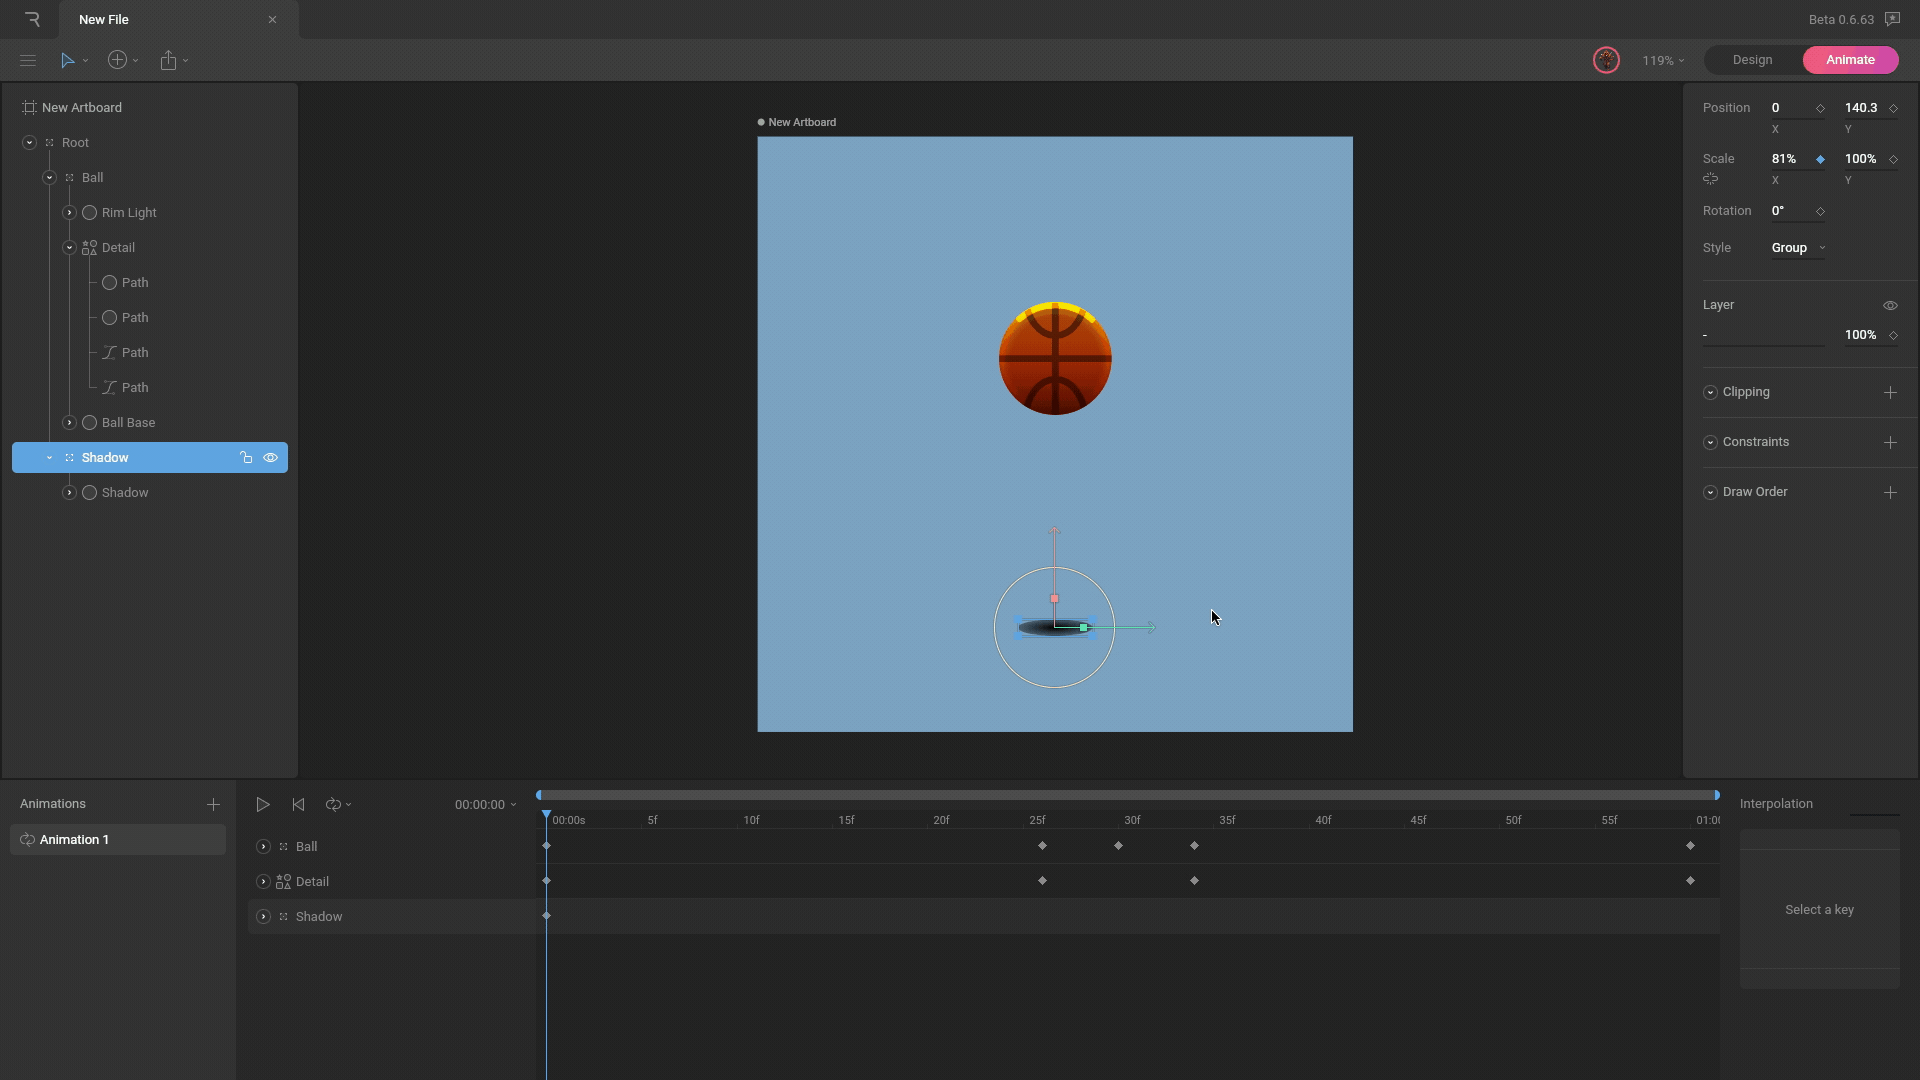 New File
Beta 0.6.63
119%
Design
Animate
New Artboard
Root
Ball
Rim Light
Detail
Path
Path
Path
Path
Ball Base
Shadow
Shadow
New Artboard
Position 0 140.3
X Y
Scale 81% 100%
X Y
Rotation 0°
Style Group
Layer
- 100%
Clipping
Constraints
Draw Order
Animations
Animation 1
00:00:00
00:00s 5f 10f 15f 20f 25f 30f 35f 40f 45f 50f 55f 01:00
Ball
Detail
Shadow
Interpolation
Select a key